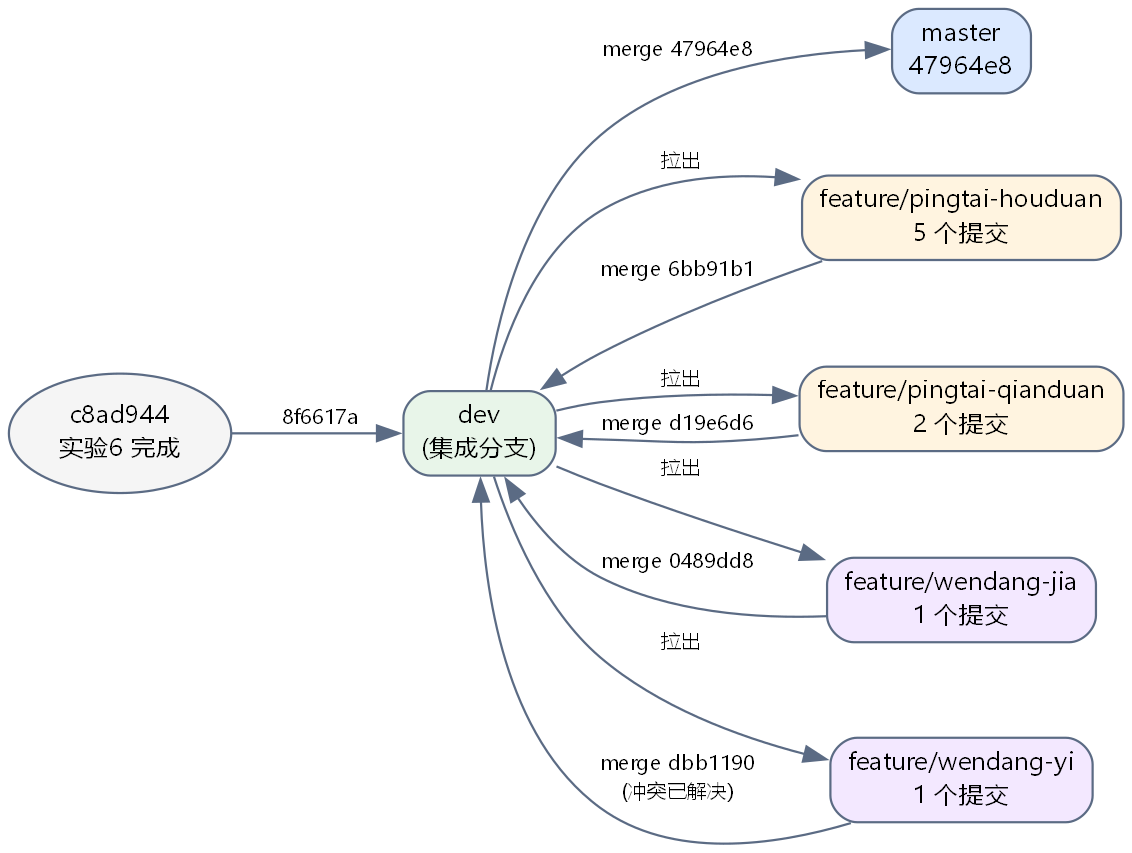 merge 47964e8
master
47964e8
拉出
feature/pingtai-houduan
5 个提交
merge 6bb91b1
拉出
feature/pingtai-qianduan
2 个提交
merge d19e6d6
c8ad944
实验6 完成
8f6617a
dev
(集成分支)
拉出
merge 0489dd8
feature/wendang-jia
1 个提交
拉出
merge dbb1190
(冲突已解决)
feature/wendang-yi
1 个提交